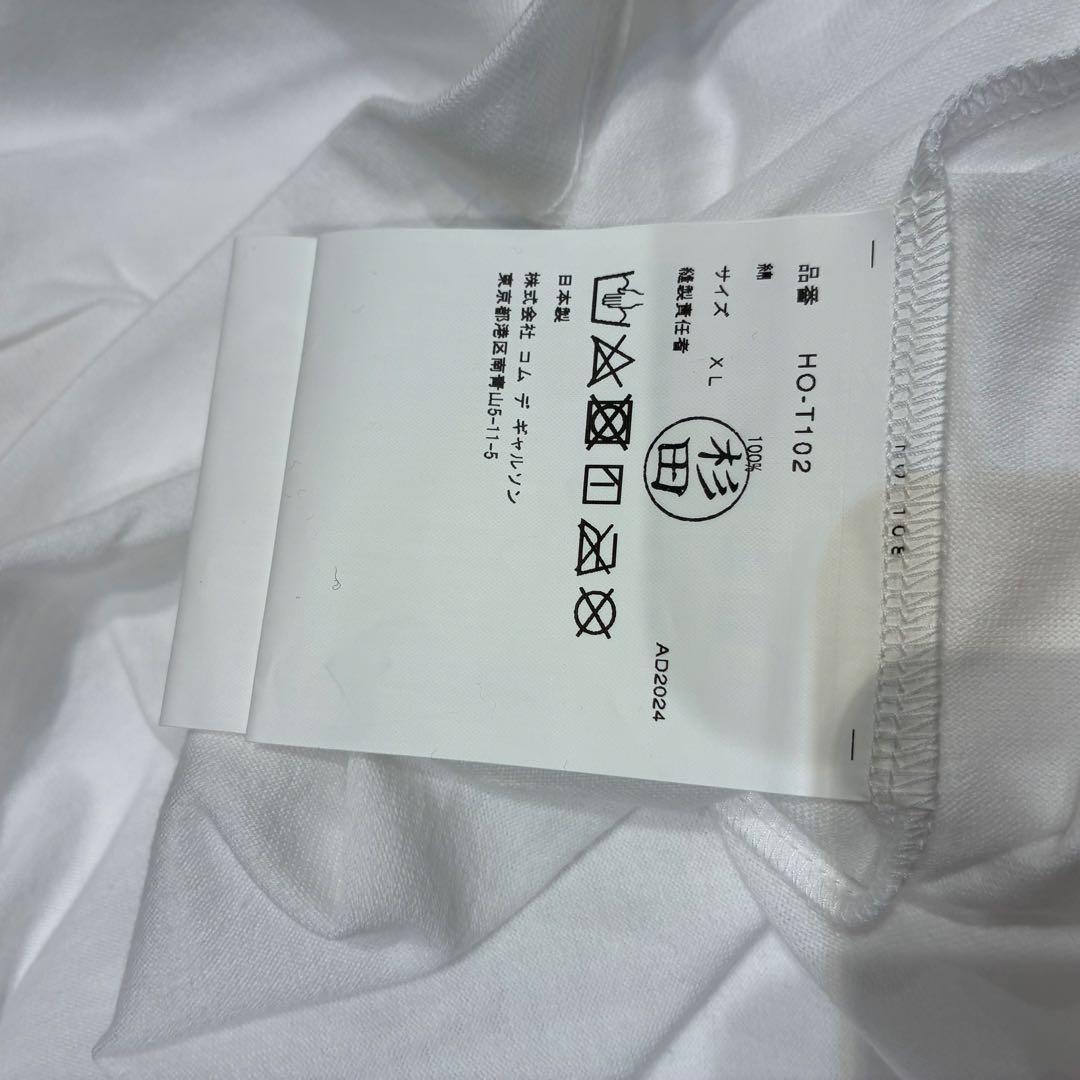 品番 HO-T102
綿 100%
サイズ XL
縫製責任者 杉田
AD2024
日本製
株式会社 コム デ ギャルソン
東京都港区南青山5-11-5